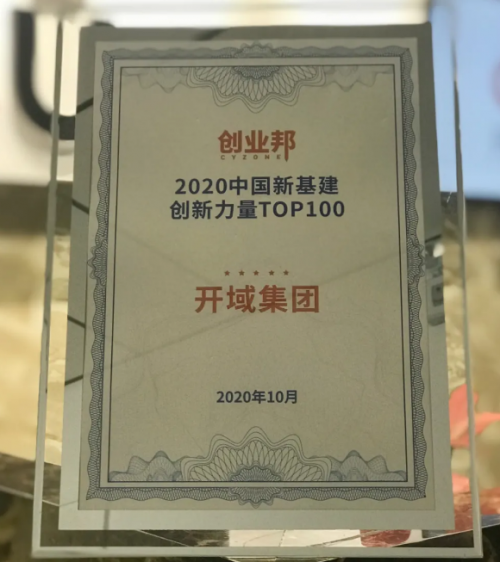 创业邦
CYZONE
2020中国新基建
创新力量TOP100
开域集团
2020年10月